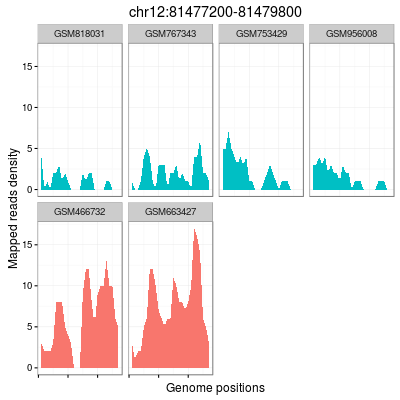 chr12:81477200-81479800
GSM818031 GSM767343 GSM753429 GSM956008
15
10
5
0
GSM466732 GSM663427
15
10
5
0
Mapped reads density
Genome positions